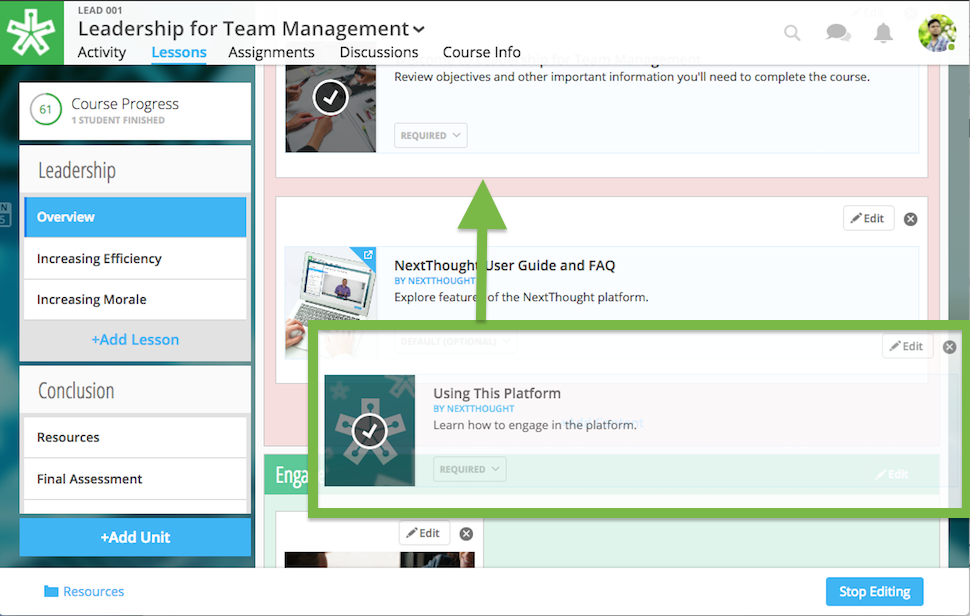 LEAD 001
Leadership for Team Management
Activity Lessons Assignments Discussions Course Info
61 Course Progress
1 STUDENT FINISHED
Leadership
Overview
Increasing Efficiency
Increasing Morale
+Add Lesson
Conclusion
Resources
Final Assessment
+Add Unit
Review objectives and other important information you'll need to complete the course.
REQUIRED
Edit
NextThought User Guide and FAQ
BY NEXTTHOUGHT
Explore features of the NextThought platform.
DEFAULT (OPTIONAL)
Edit
Using This Platform
BY NEXTTHOUGHT
Learn how to engage in the platform.
REQUIRED
Enga
Edit
Edit
Resources
Stop Editing